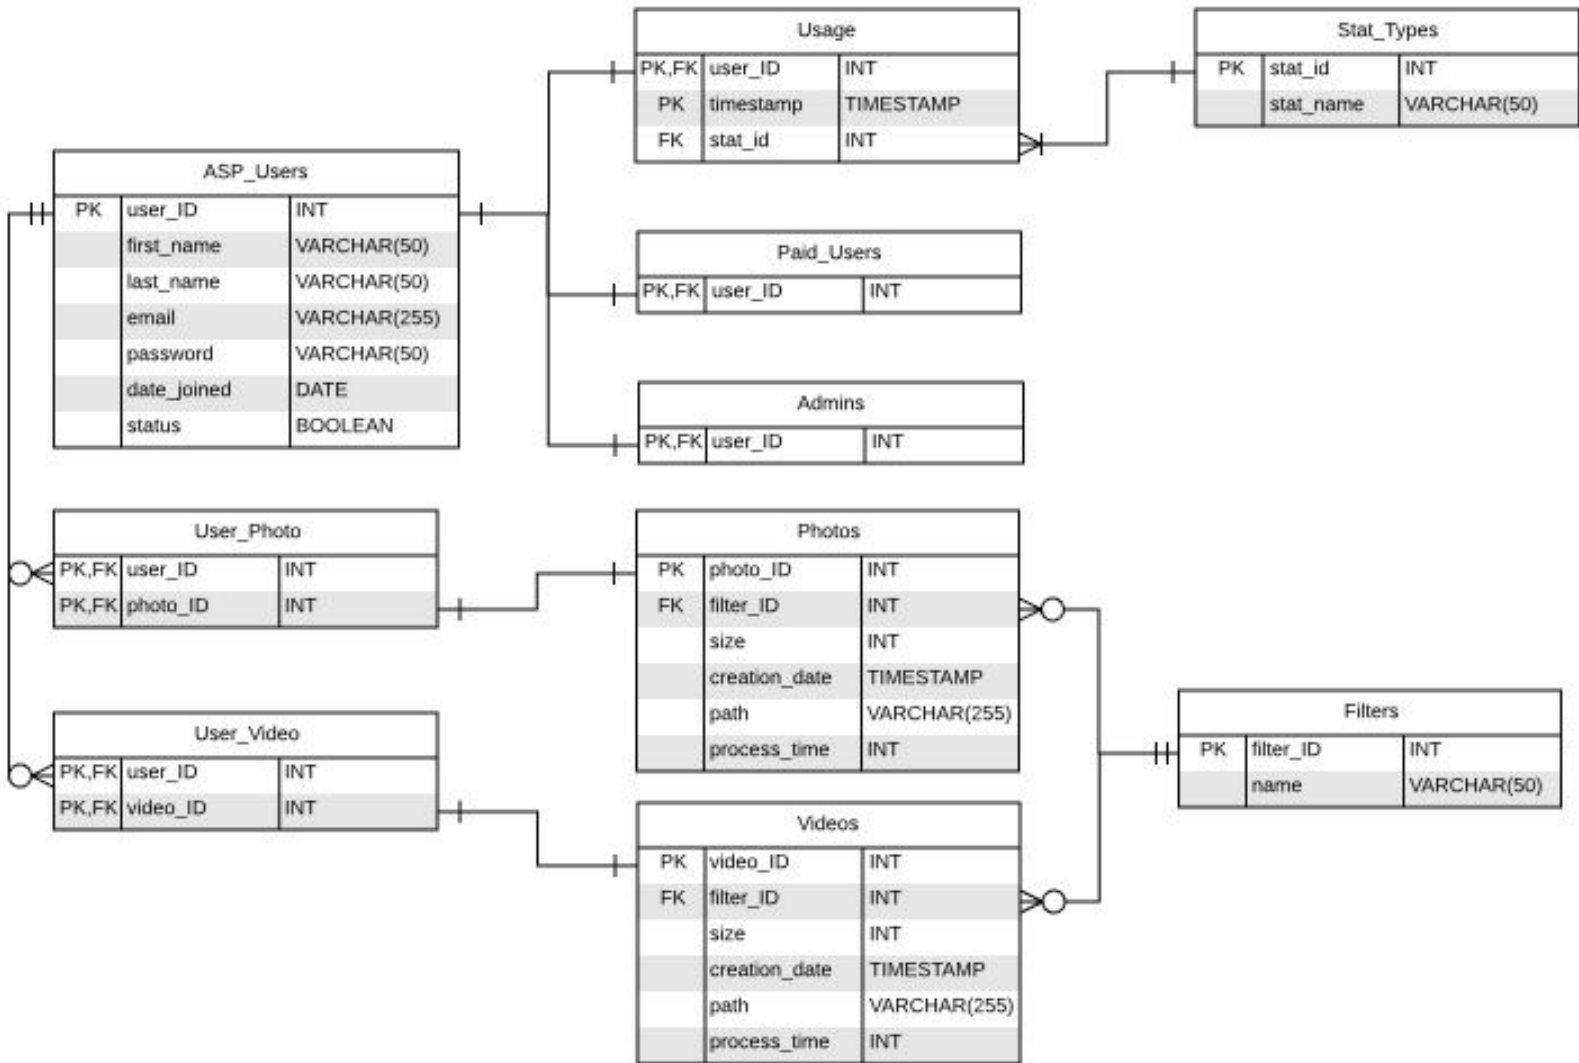 Usage
PK,FK user_ID INT
PK timestamp TIMESTAMP
FK stat_id INT
Stat_Types
PK stat_id INT
stat_name VARCHAR(50)
ASP_Users
PK user_ID INT
first_name VARCHAR(50)
last_name VARCHAR(50)
email VARCHAR(255)
password VARCHAR(50)
date_joined DATE
status BOOLEAN
Paid_Users
PK,FK user_ID INT
Admins
PK,FK user_ID INT
User_Photo
PK,FK user_ID INT
PK,FK photo_ID INT
Photos
PK photo_ID INT
FK filter_ID INT
size INT
creation_date TIMESTAMP
path VARCHAR(255)
process_time INT
User_Video
PK,FK user_ID INT
PK,FK video_ID INT
Filters
PK filter_ID INT
name VARCHAR(50)
Videos
PK video_ID INT
FK filter_ID INT
size INT
creation_date TIMESTAMP
path VARCHAR(255)
process_time INT